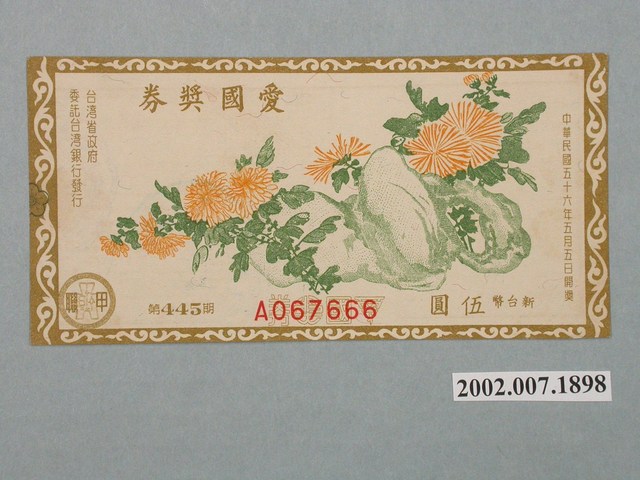 愛國獎券
中華民國五十六年五月五日開獎
台灣省政府
委託台灣銀行發行
甲聯
第445期
A067666
新台幣伍圓
2002.007.1898